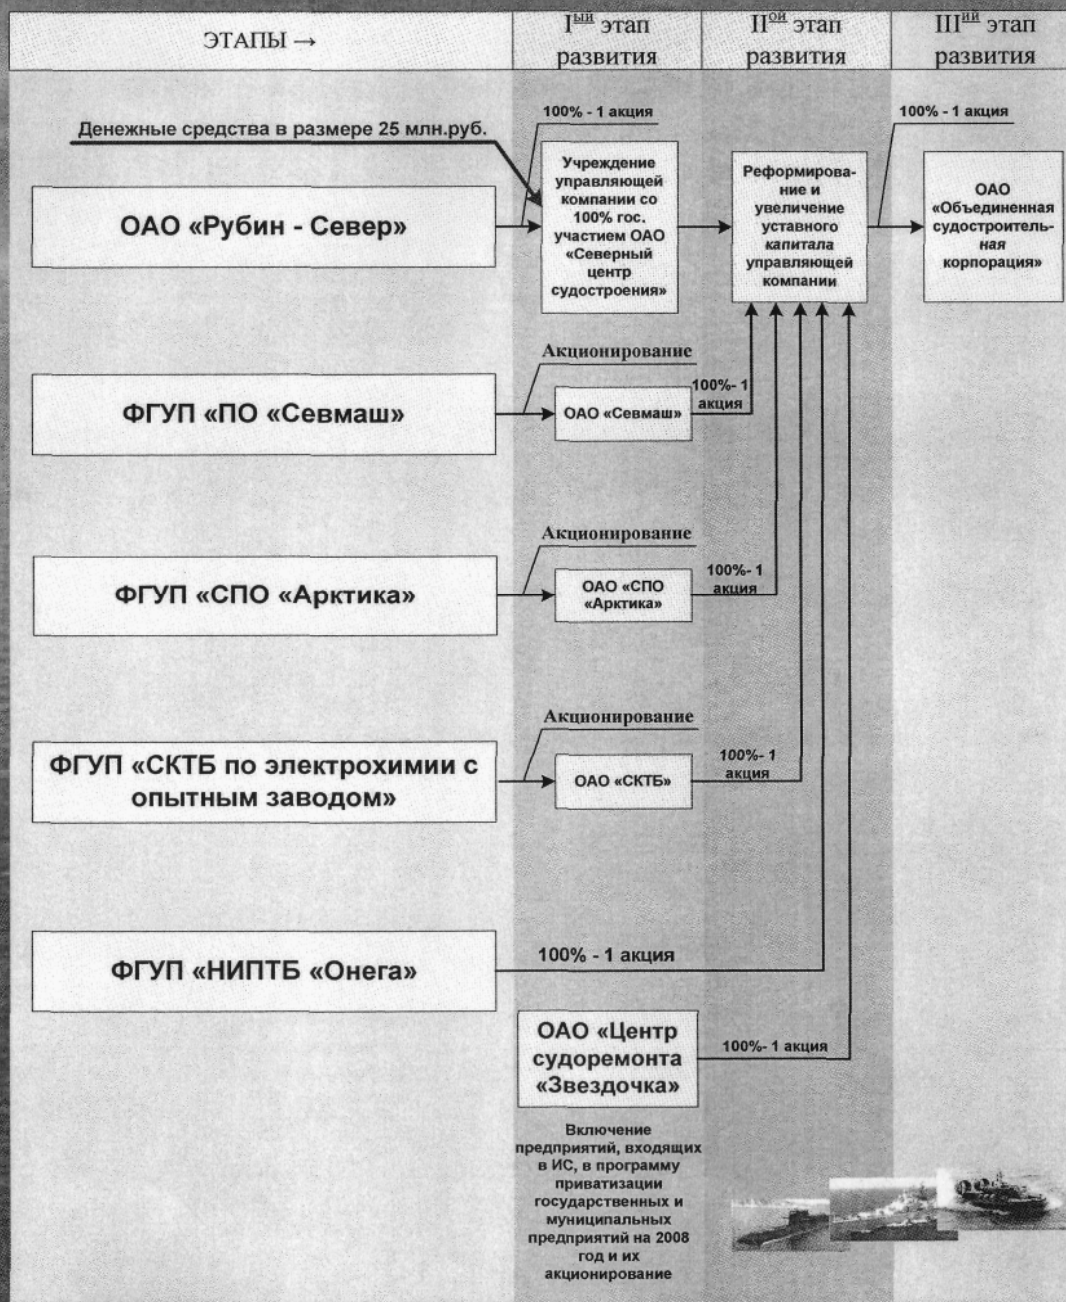 ЭТАПЫ →
Iый этап
развития
IIой этап
развития
IIIий этап
развития
Денежные средства в размере 25 млн.руб.
100% - 1 акция
100% - 1 акция
ОАО «Рубин - Север»
Учреждение
управляющей
компании со
100% гос.
участием ОАО
«Северный
центр
судостроения»
Реформирова-
ние и
увеличение
уставного
капитала
управляющей
компании
ОАО
«Объединенная
судостроитель-
ная
корпорация»
Акционирование
ФГУП «ПО «Севмаш»
ОАО «Севмаш»
100%- 1
акция
Акционирование
ФГУП «СПО «Арктика»
ОАО «СПО
«Арктика»
100%- 1
акция
Акционирование
ФГУП «СКТБ по электрохимии с
опытным заводом»
ОАО «СКТБ»
100%- 1
акция
ФГУП «НИПТБ «Онега»
100% - 1 акция
ОАО «Центр
судоремонта
«Звездочка»
100%- 1 акция
Включение
предприятий, входящих
в ИС, в программу
приватизации
государственных и
муниципальных
предприятий на 2008
год и их
акционирование